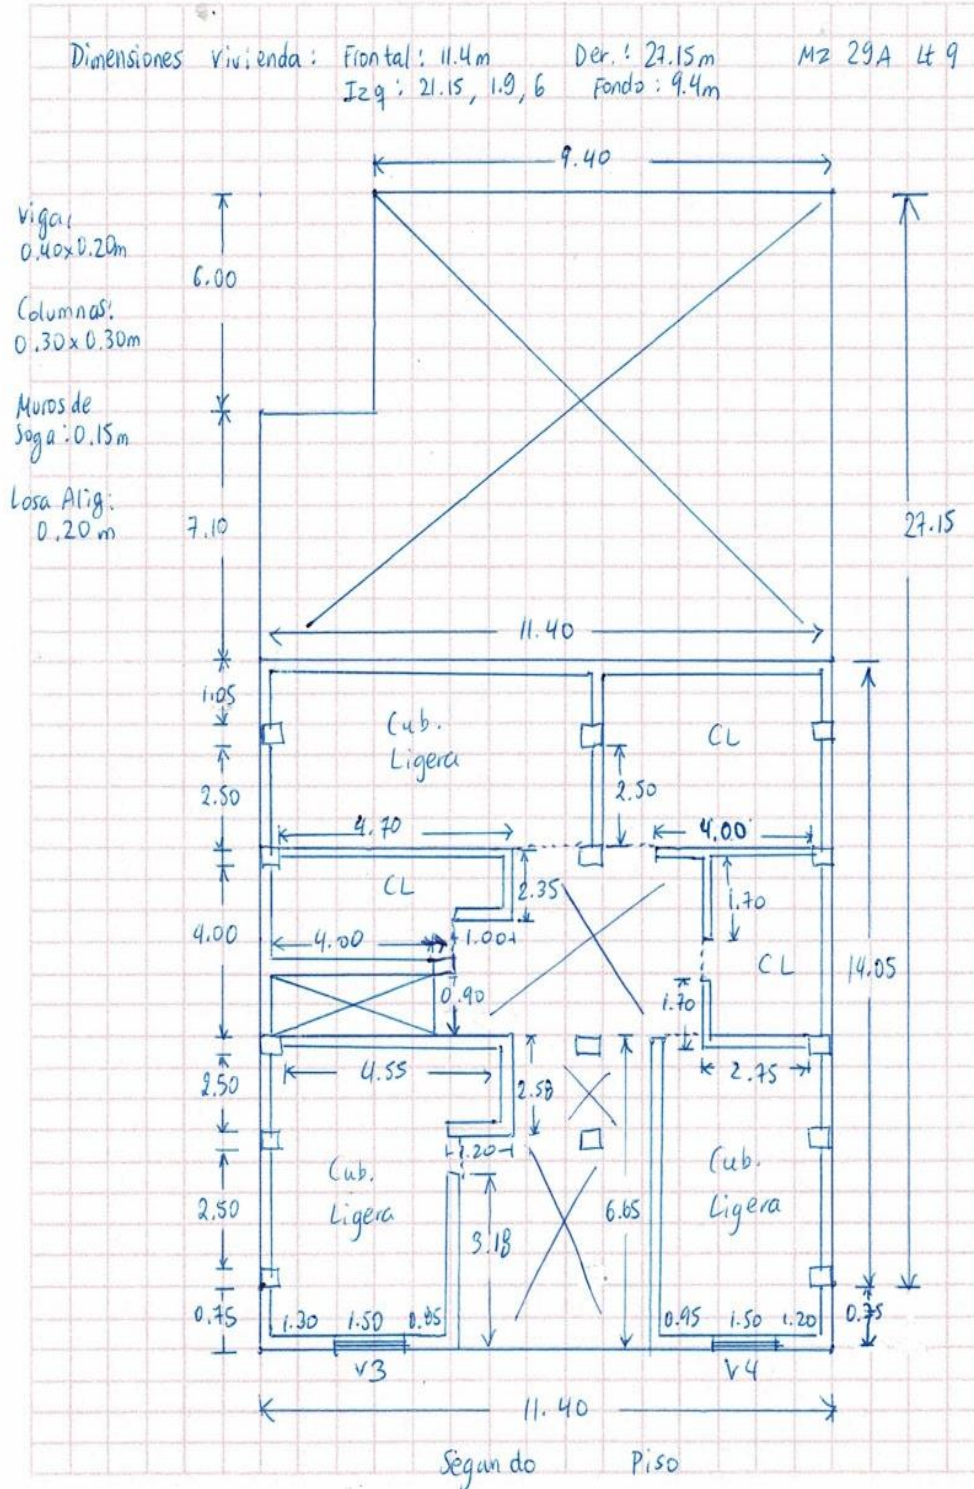 Dimensiones Vivienda: Frontal: 11.4m Der.: 27.15m Mz 29A Lt 9
Izq: 21.15, 1.9, 6 Fondo: 9.4m
9.40
Viga:
0.40x0.20m
6.00
Columnas:
0.30x0.30m
Muros de
Soga: 0.15m
Losa Alig:
0.20m
7.10
27.15
11.40
1.05
Cub.
Ligera
CL
2.50
2.50
4.70
4.00
CL
2.35
1.70
4.00
4.00
1.00
CL
14.05
0.90
1.70
2.50
4.55
2.58
2.75
1.20
Cub.
Ligera
Cub.
Ligera
2.50
3.18
6.65
0.75
1.30 1.50 0.95
0.95 1.50 1.20
0.75
V3
V4
11.40
Segundo Piso